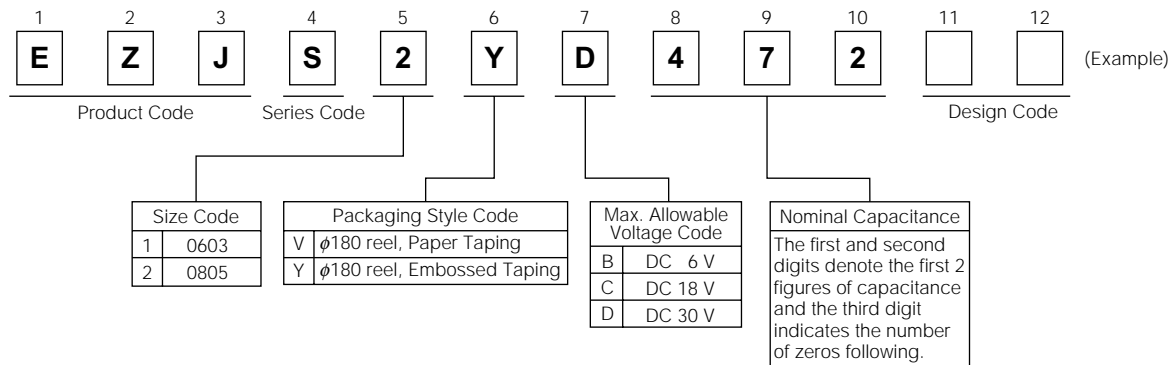 1 2 3 4 5 6 7 8 9 10 11 12
E Z J S 2 Y D 4 7 2 (Example)
Product Code Series Code Design Code
Size Code
1 0603
2 0805
Packaging Style Code
V ϕ180 reel, Paper Taping
Y ϕ180 reel, Embossed Taping
Max. Allowable
Voltage Code
B DC 6 V
C DC 18 V
D DC 30 V
Nominal Capacitance
The first and second
digits denote the first 2
figures of capacitance
and the third digit
indicates the number
of zeros following.